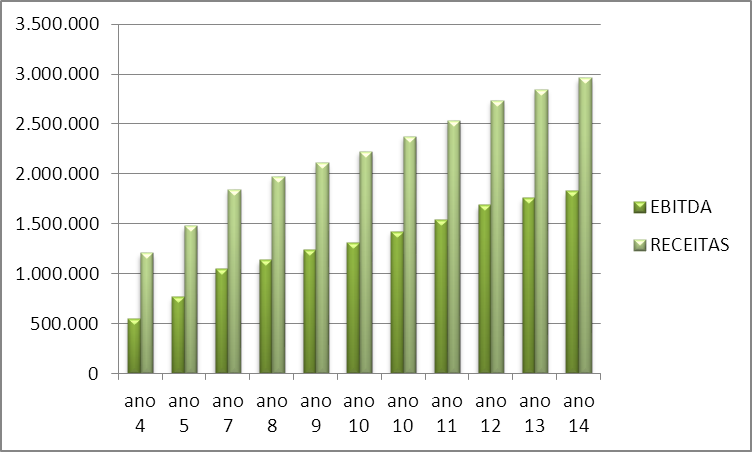 3.500.000
3.000.000
2.500.000
2.000.000
1.500.000
1.000.000
500.000
0
ano 4
ano 5
ano 7
ano 8
ano 9
ano 10
ano 10
ano 11
ano 12
ano 13
ano 14
EBITDA
RECEITAS